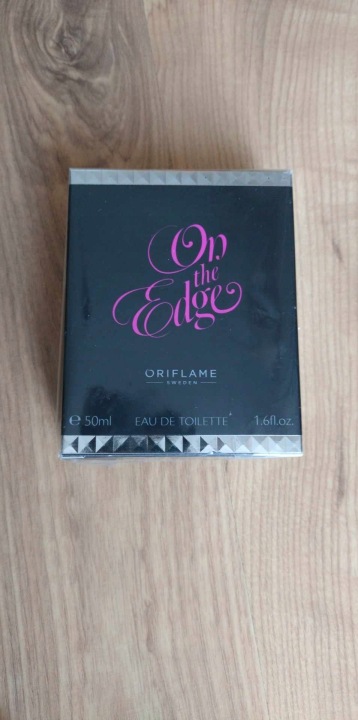 On
the
Edge
ORIFLAME
SWEDEN
℮ 50ml EAU DE TOILETTE 1.6fl.oz.